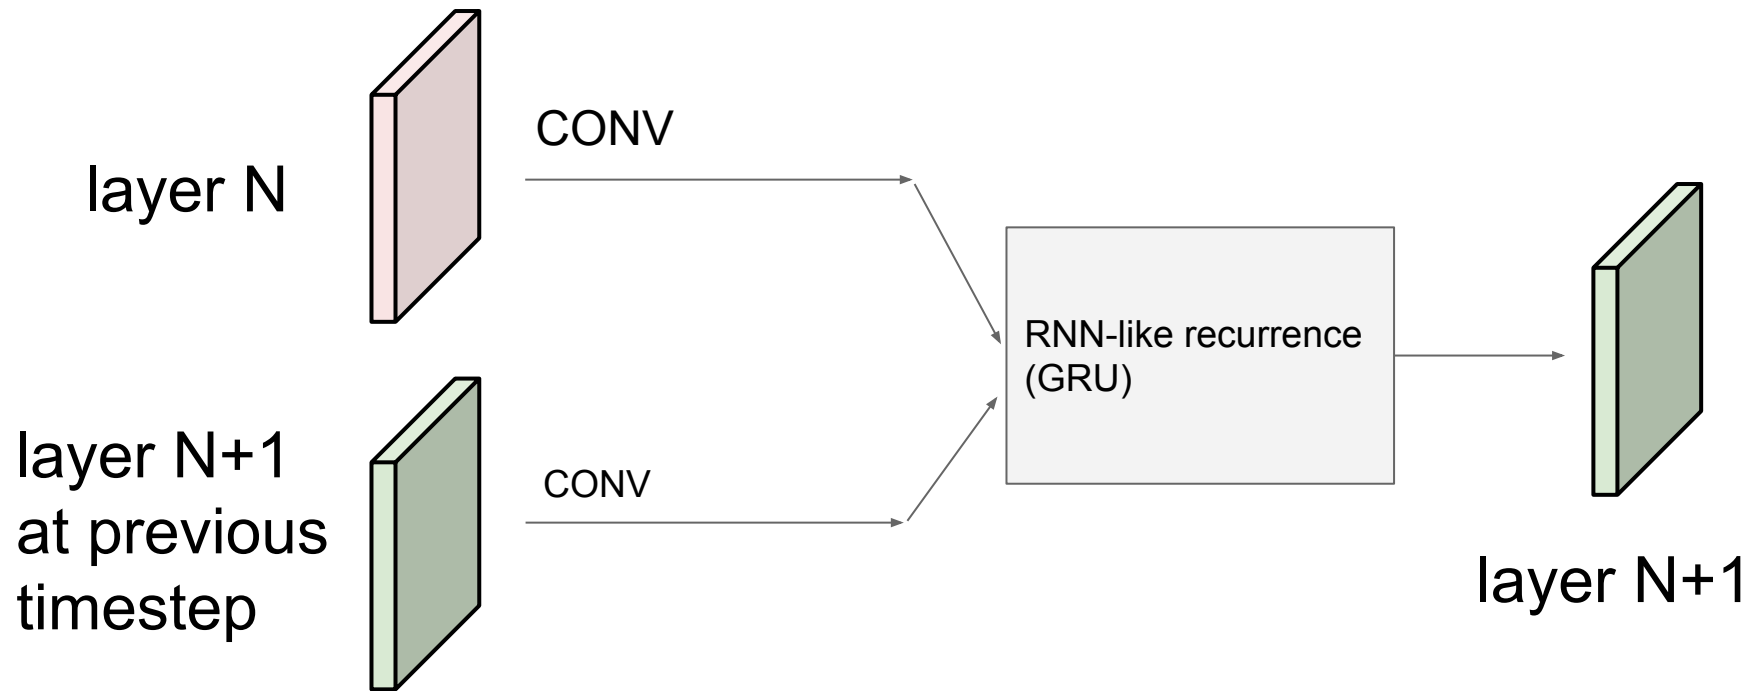 CONV
layer N
RNN-like recurrence
(GRU)
layer N+1
at previous
timestep
CONV
layer N+1